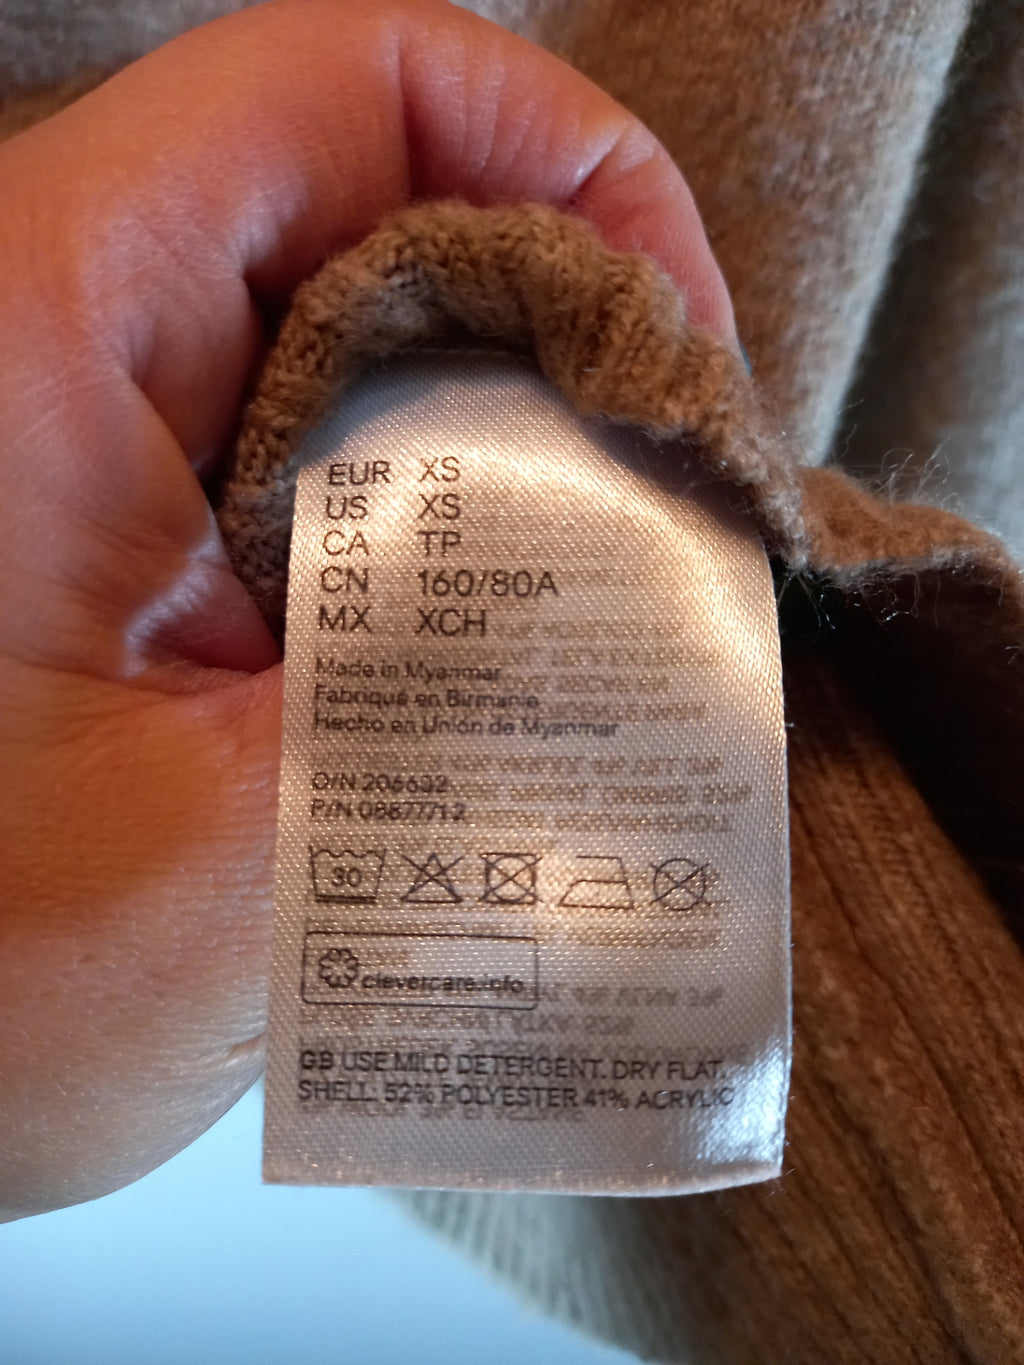 EUR XS
US XS
CA TP
CN 160/80A
MX XCH
Made in Myanmar
Fabriqué en Birmanie
Hecho en Unión de Myanmar
O/N 206632
P/N 08677712
30
clevercare.info
GB USE MILD DETERGENT. DRY FLAT.
SHELL: 52% POLYESTER 41% ACRYLIC